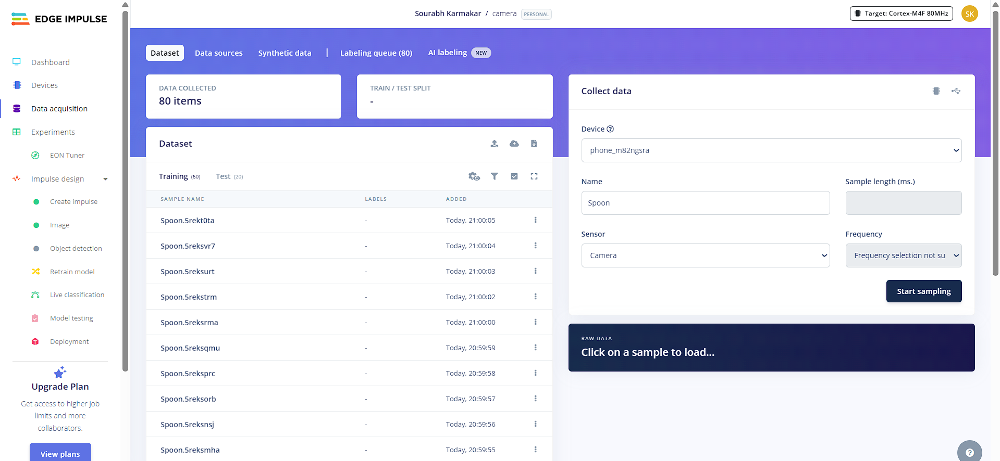 EDGE IMPULSE
Sourabh Karmakar / camera PERSONAL
Target: Cortex-M4F 80MHz
SK
Dashboard
Devices
Data acquisition
Experiments
EON Tuner
Impulse design
Create impulse
Image
Object detection
Retrain model
Live classification
Model testing
Deployment
Upgrade Plan
Get access to higher job
limits and more
collaborators.
View plans
Dataset Data sources Synthetic data | Labeling queue (80) AI labeling NEW
DATA COLLECTED
80 items
TRAIN / TEST SPLIT
-
Dataset
Training (60) Test (20)
SAMPLE NAME LABELS ADDED
Spoon.5rekt0ta - Today, 21:00:05
Spoon.5reksvr7 - Today, 21:00:04
Spoon.5reksurt - Today, 21:00:03
Spoon.5rekstrm - Today, 21:00:02
Spoon.5reksrma - Today, 21:00:00
Spoon.5reksqmu - Today, 20:59:59
Spoon.5reksprc - Today, 20:59:58
Spoon.5reksorb - Today, 20:59:57
Spoon.5reksnsj - Today, 20:59:56
Spoon.5reksmha - Today, 20:59:55
Collect data
Device ?
phone_m82ngsra
Name
Spoon
Sample length (ms.)
Sensor
Camera
Frequency
Frequency selection not su
Start sampling
RAW DATA
Click on a sample to load...
?